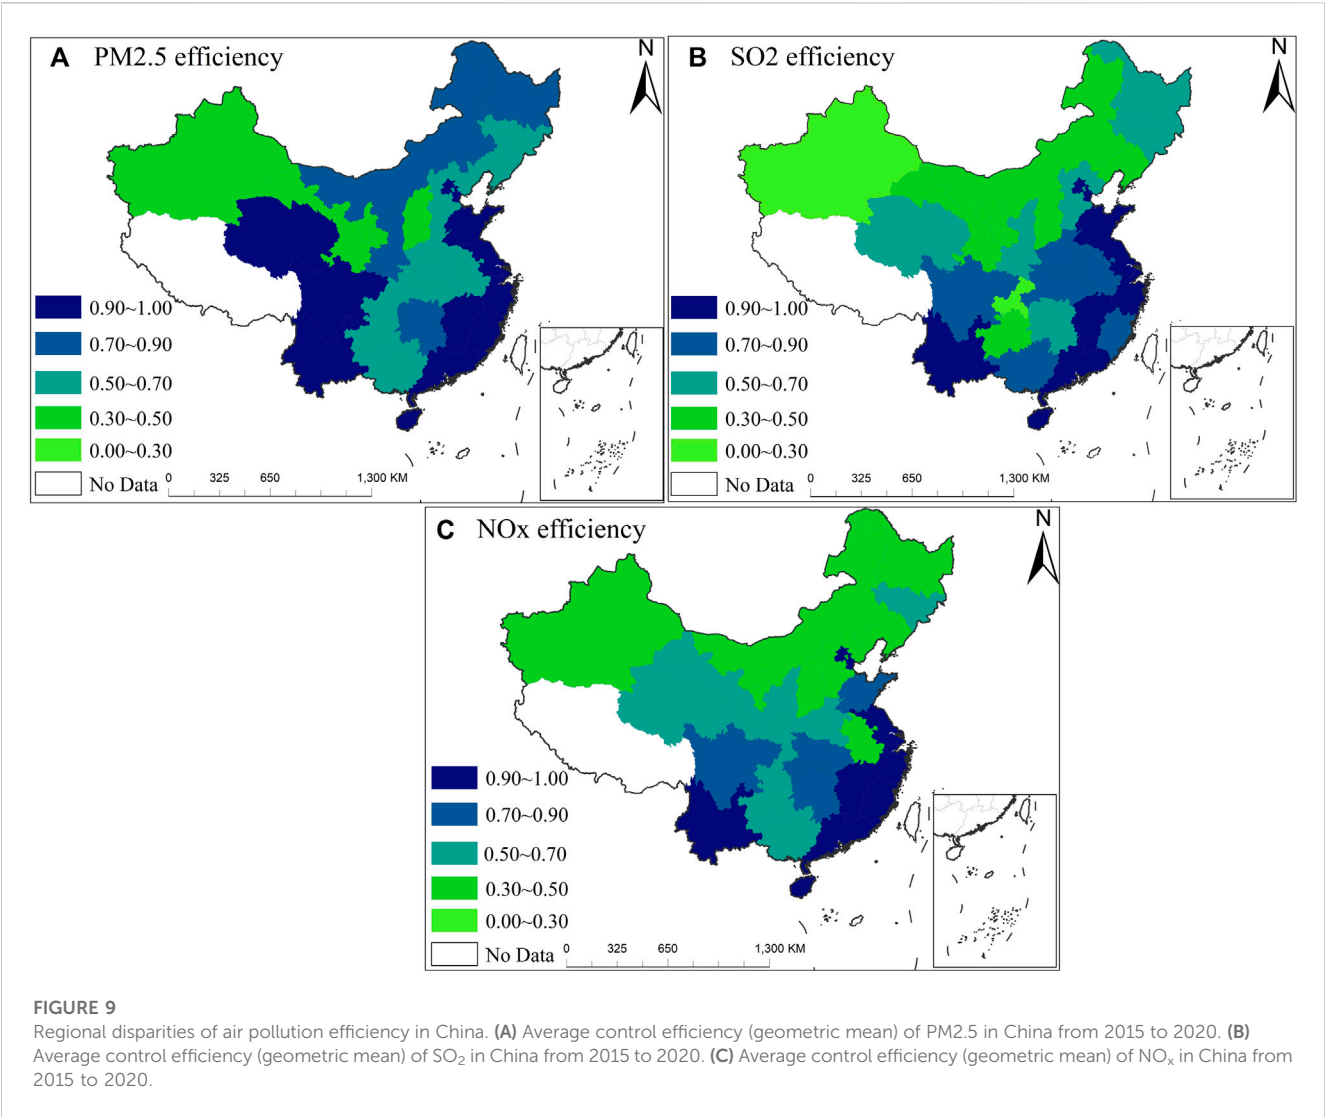 A PM2.5 efficiency
N
0.90~1.00
0.70~0.90
0.50~0.70
0.30~0.50
0.00~0.30
No Data
0 325 650 1,300 KM
B SO2 efficiency
N
0.90~1.00
0.70~0.90
0.50~0.70
0.30~0.50
0.00~0.30
No Data
0 325 650 1,300 KM
C NOx efficiency
N
0.90~1.00
0.70~0.90
0.50~0.70
0.30~0.50
0.00~0.30
No Data
0 325 650 1,300 KM
FIGURE 9
Regional disparities of air pollution efficiency in China. (A) Average control efficiency (geometric mean) of PM2.5 in China from 2015 to 2020. (B)
Average control efficiency (geometric mean) of SO₂ in China from 2015 to 2020. (C) Average control efficiency (geometric mean) of NOₓ in China from
2015 to 2020.